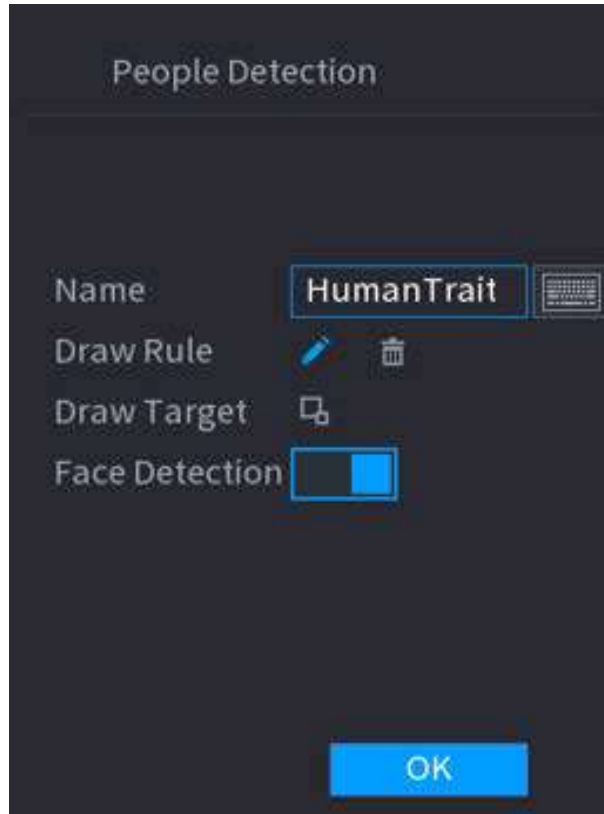 People Detection
Name HumanTrait
Draw Rule
Draw Target
Face Detection
OK